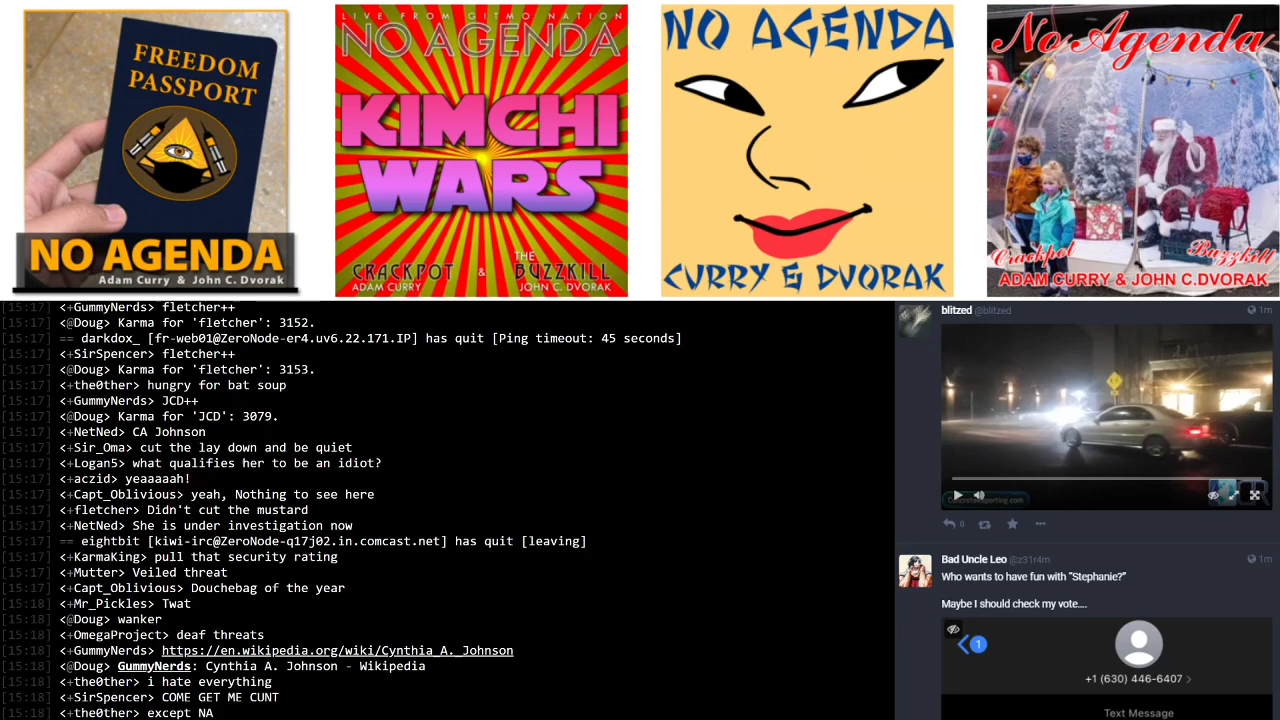 FREEDOM
PASSPORT
NO AGENDA
Adam Curry & John C. Dvorak
LIVE FROM GITMO NATION
NO AGENDA
KIMCHI
WARS
CRACKPOT & THE BUZZKILL
ADAM CURRY JOHN C. DVORAK
NO AGENDA
CURRY & DVORAK
No Agenda
Crackpot Buzzkill
ADAM CURRY & JOHN C.DVORAK
[15:17] <+GummyNerds> fletcher++
[15:17] <@Doug> Karma for 'fletcher': 3152.
[15:17] == darkdox_ [fr-web01@ZeroNode-er4.uv6.22.171.IP] has quit [Ping timeout: 45 seconds]
[15:17] <+SirSpencer> fletcher++
[15:17] <@Doug> Karma for 'fletcher': 3153.
[15:17] <+the0ther> hungry for bat soup
[15:17] <+GummyNerds> JCD++
[15:17] <@Doug> Karma for 'JCD': 3079.
[15:17] <+NetNed> CA Johnson
[15:17] <+Sir_Oma> cut the lay down and be quiet
[15:17] <+Logan5> what qualifies her to be an idiot?
[15:17] <+aczid> yeaaaaah!
[15:17] <+Capt_Oblivious> yeah, Nothing to see here
[15:17] <+fletcher> Didn't cut the mustard
[15:17] <+NetNed> She is under investigation now
[15:17] == eightbit [kiwi-irc@ZeroNode-q17j02.in.comcast.net] has quit [leaving]
[15:17] <+KarmaKing> pull that security rating
[15:17] <+Mutter> Veiled threat
[15:17] <+Capt_Oblivious> Douchebag of the year
[15:18] <+Mr_Pickles> Twat
[15:18] <@Doug> wanker
[15:18] <+OmegaProject> deaf threats
[15:18] <+GummyNerds> https://en.wikipedia.org/wiki/Cynthia_A._Johnson
[15:18] <@Doug> GummyNerds: Cynthia A. Johnson - Wikipedia
[15:18] <+the0ther> i hate everything
[15:18] <+SirSpencer> COME GET ME CUNT
[15:18] <+the0ther> except NA
blitzed @blitzed 1m
0
Bad Uncle Leo @z31r4m 1m
Who wants to have fun with “Stephanie?”
Maybe I should check my vote....
1
+1 (630) 446-6407
Text Message